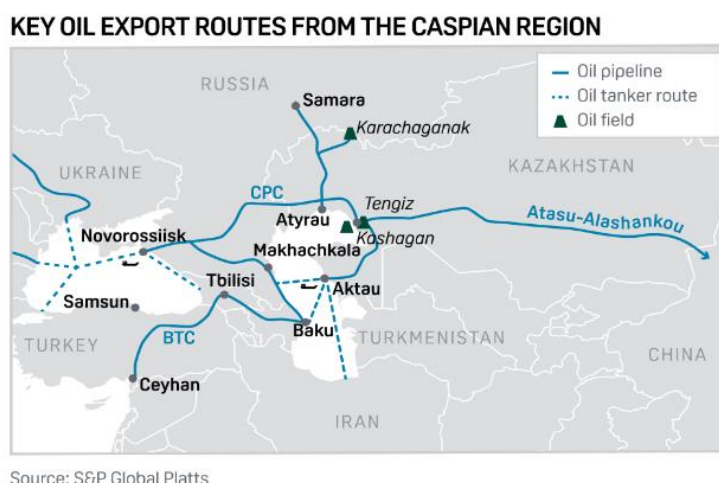 KEY OIL EXPORT ROUTES FROM THE CASPIAN REGION
Oil pipeline
Oil tanker route
Oil field
RUSSIA
Samara
Karachaganak
UKRAINE
KAZAKHSTAN
CPC
Tengiz
Atyrau
Atasu-Alashankou
Novorossiisk
Kashagan
Makhachkala
Tbilisi
Aktau
Samsun
Baku
TURKMENISTAN
TURKEY
BTC
CHINA
Ceyhan
IRAN
Source: S&P Global Platts